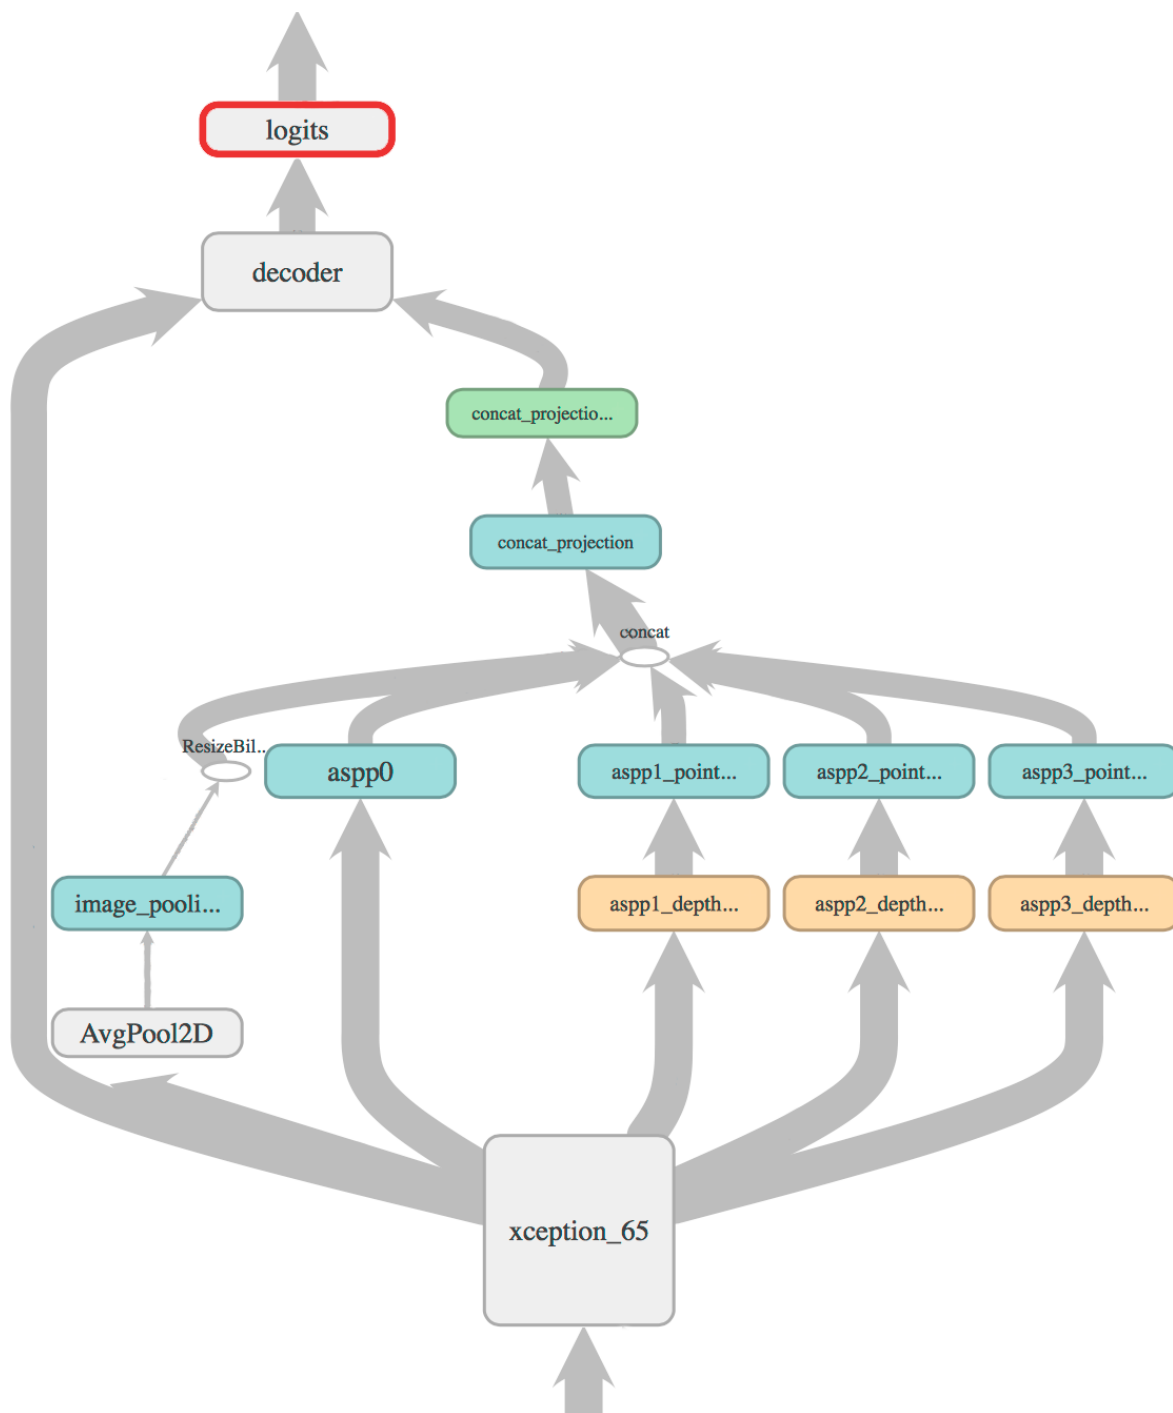 logits
decoder
concat_projectio...
concat_projection
concat
ResizeBil..
aspp0
aspp1_point...
aspp2_point...
aspp3_point...
image_pooli...
aspp1_depth...
aspp2_depth...
aspp3_depth...
AvgPool2D
xception_65